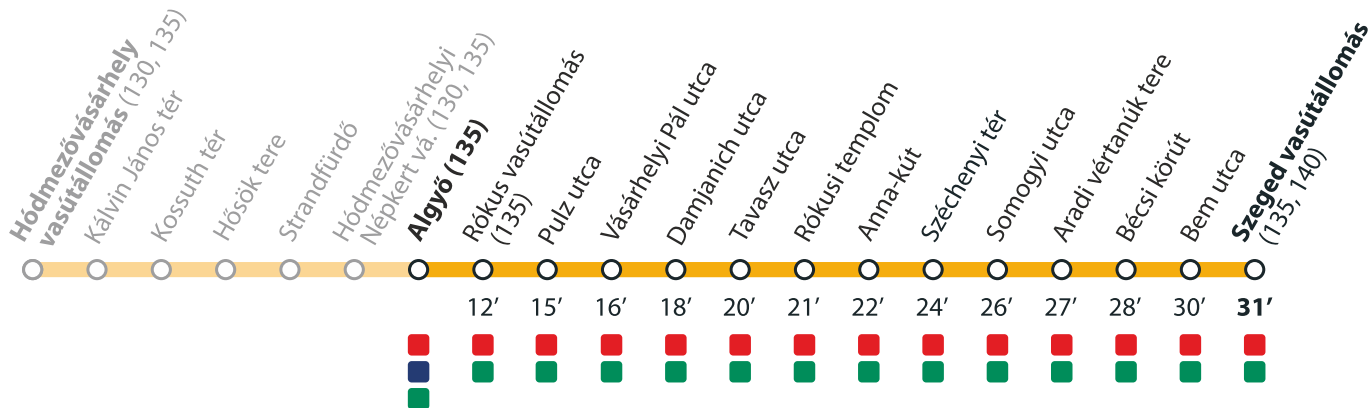 Hódmezővásárhely
vasútállomás (130, 135)
Kálvin János tér
Kossuth tér
Hősök tere
Strandfürdő
Hódmezővásárhelyi
Népkert vá. (130, 135)
Algyő (135)
Rókus vasútállomás
(135)
Pulz utca
Vásárhelyi Pál utca
Damjanich utca
Tavasz utca
Rókusi templom
Anna-kút
Széchenyi tér
Somogyi utca
Aradi vértanúk tere
Bécsi körút
Bem utca
Szeged vasútállomás
(135, 140)
12′ 15′ 16′ 18′ 20′ 21′ 22′ 24′ 26′ 27′ 28′ 30′ 31′